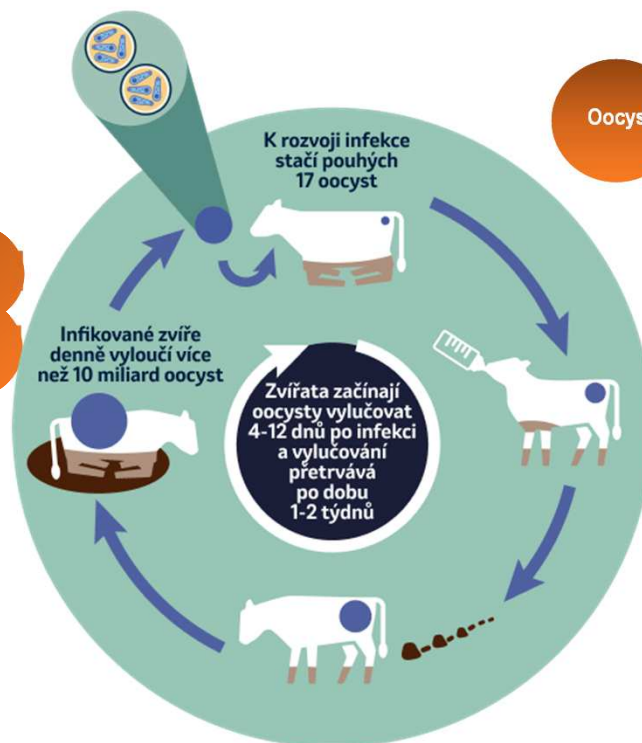 K rozvoji infekce
stačí pouhých
17 oocyst
Infikované zvíře
denně vyloučí více
než 10 miliard oocyst
Zvířata začínají
oocysty vylučovat
4-12 dnů po infekci
a vylučování
přetrvává
po dobu
1-2 týdnů